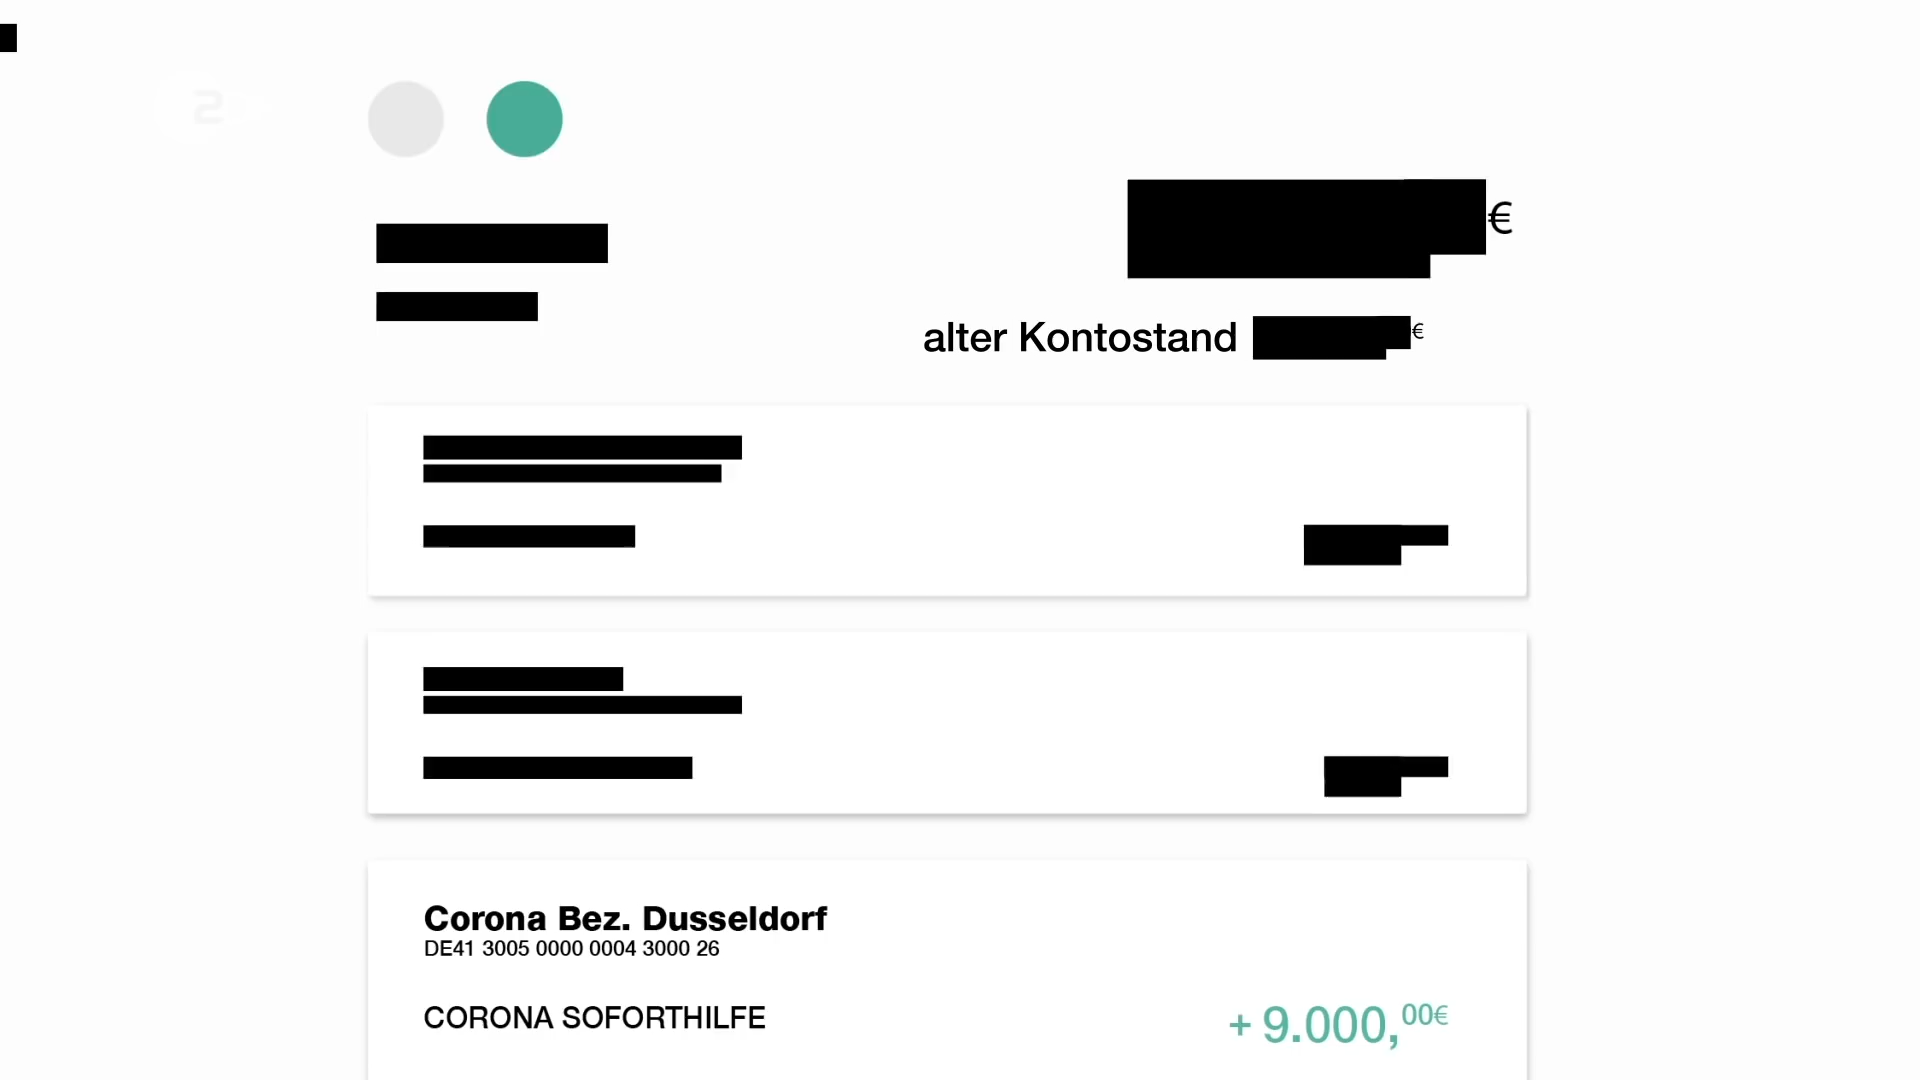 €
alter Kontostand €
Corona Bez. Dusseldorf
DE41 3005 0000 0004 3000 26
CORONA SOFORTHILFE
+ 9.000,00€